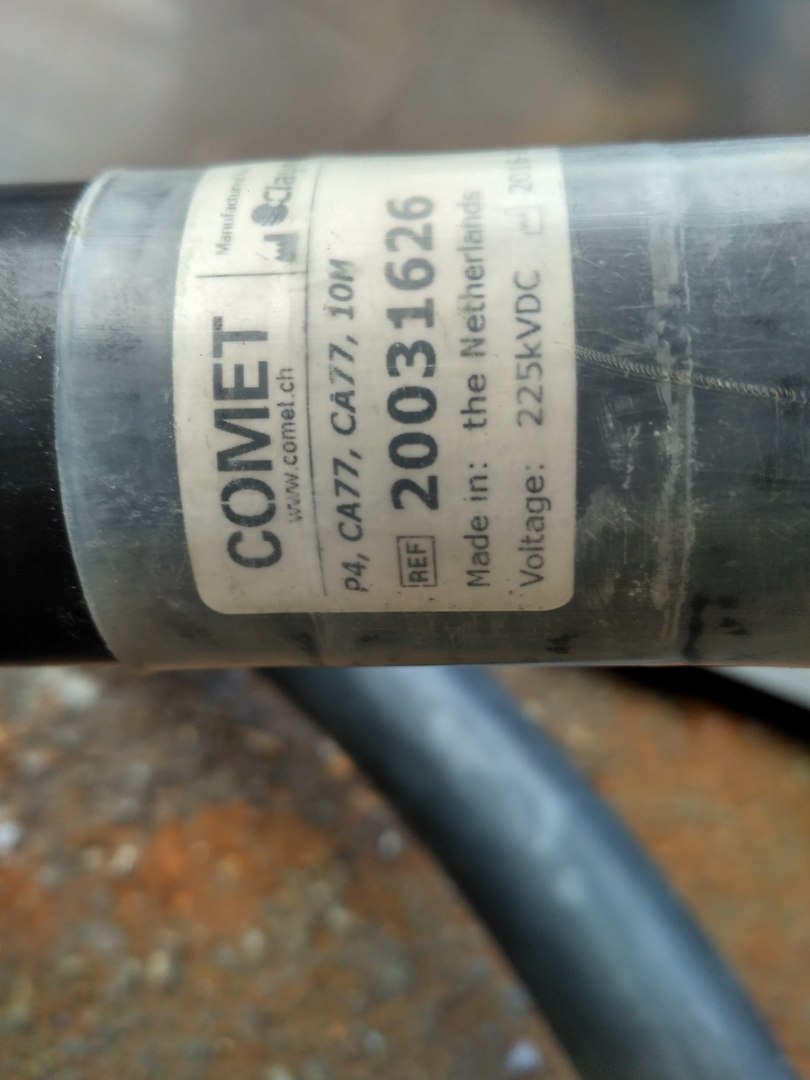 COMET
www.comet.ch
P4, CA77, CA77, 10M
REF 20031626
Made in: the Netherlands
Voltage: 225kVDC